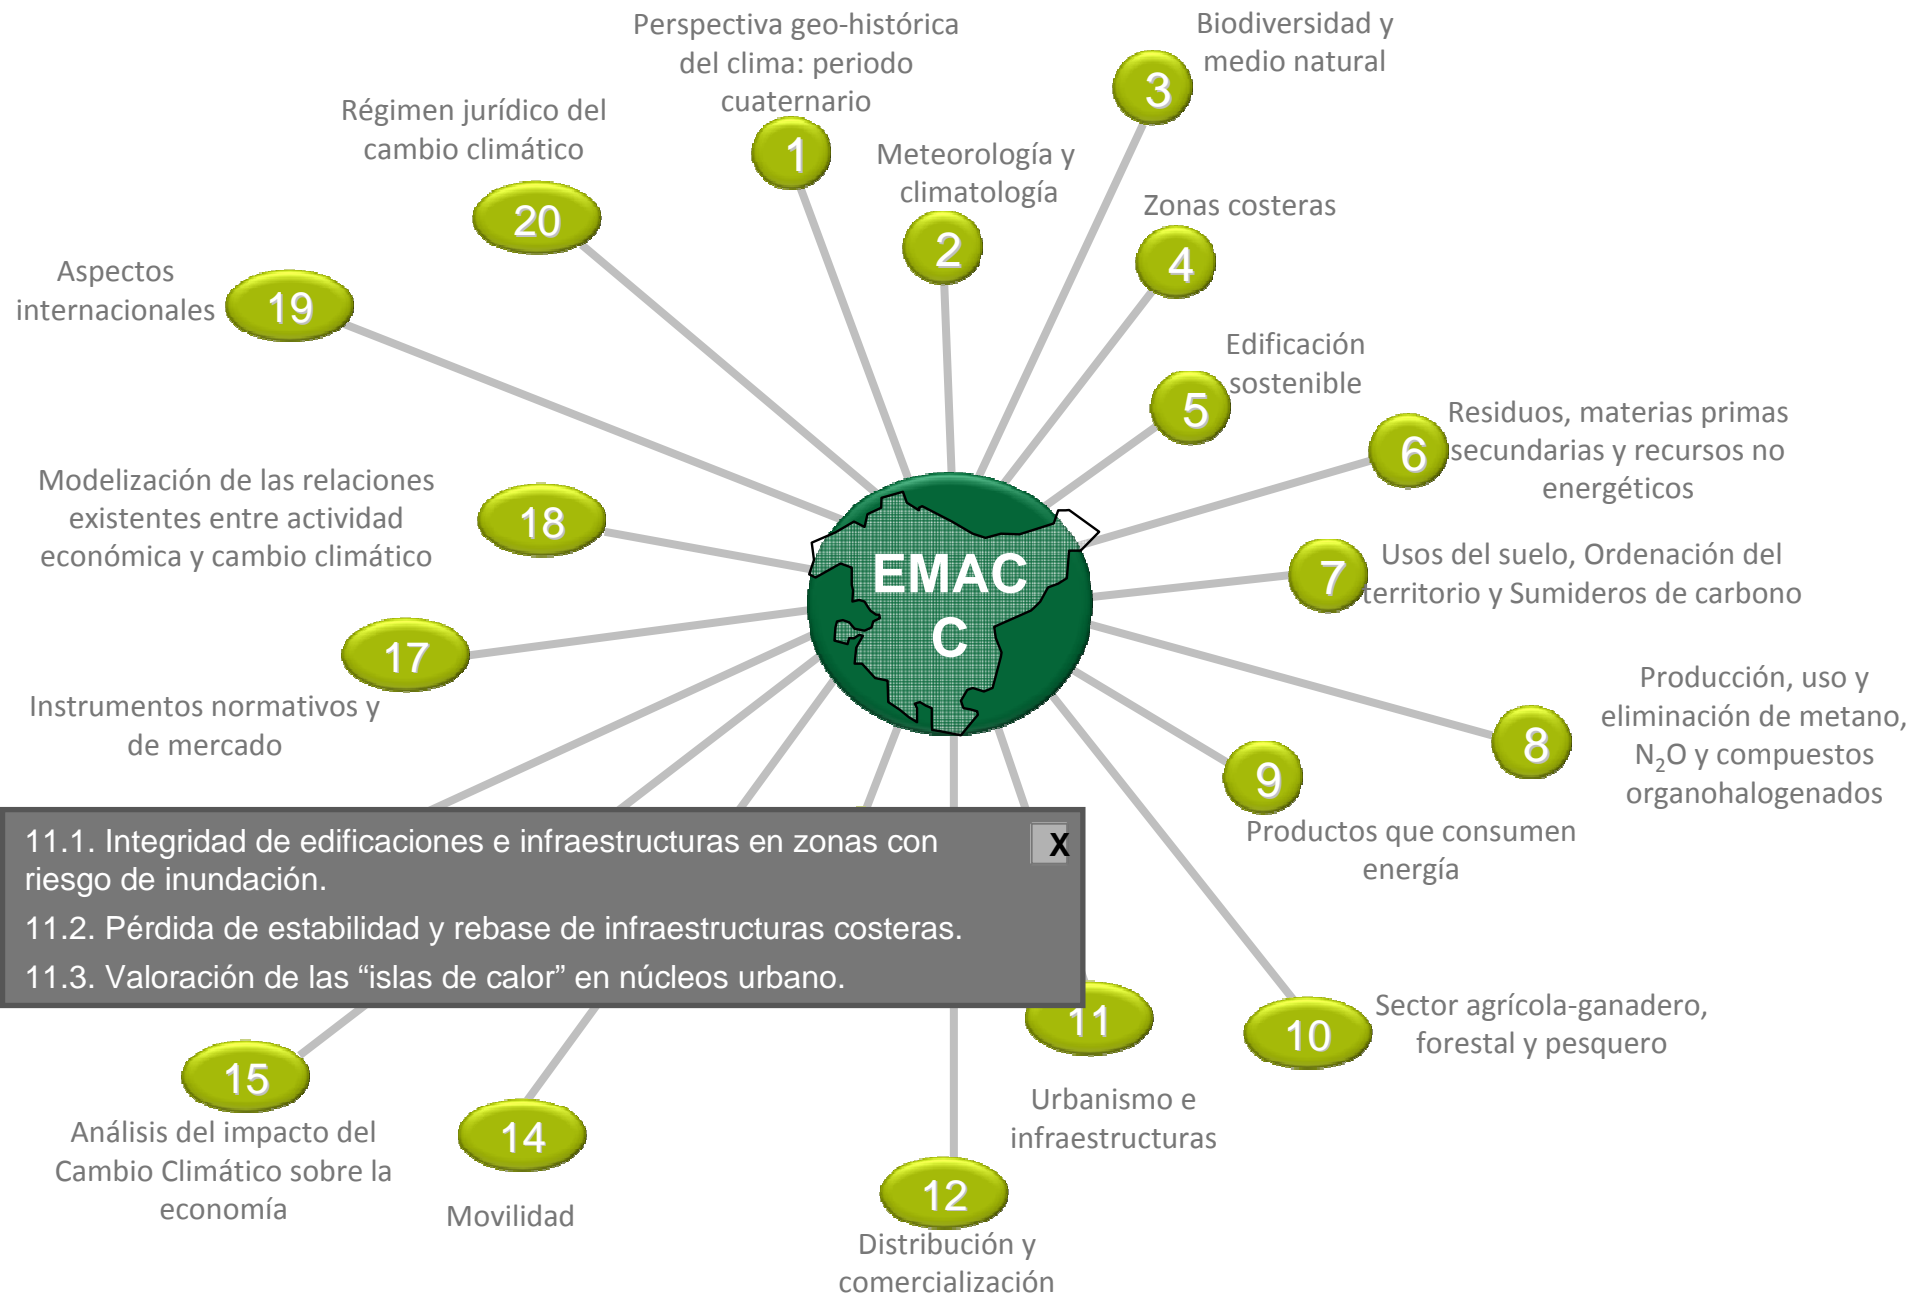 Perspectiva geo-histórica
del clima: periodo
cuaternario
1
Meteorología y
climatología
2
Biodiversidad y
medio natural
3
Zonas costeras
4
Edificación
sostenible
5
Residuos, materias primas
secundarias y recursos no
energéticos
6
Usos del suelo, Ordenación del
territorio y Sumideros de carbono
7
Producción, uso y
eliminación de metano,
N₂O y compuestos
organohalogenados
8
Productos que consumen
energía
9
Sector agrícola-ganadero,
forestal y pesquero
10
11
Urbanismo e
infraestructuras
12
Distribución y
comercialización
14
Movilidad
15
Análisis del impacto del
Cambio Climático sobre la
economía
17
Instrumentos normativos y
de mercado
18
Modelización de las relaciones
existentes entre actividad
económica y cambio climático
19
Aspectos
internacionales
20
Régimen jurídico del
cambio climático
EMAC
C
11.1. Integridad de edificaciones e infraestructuras en zonas con
riesgo de inundación.
11.2. Pérdida de estabilidad y rebase de infraestructuras costeras.
11.3. Valoración de las “islas de calor” en núcleos urbano.
X